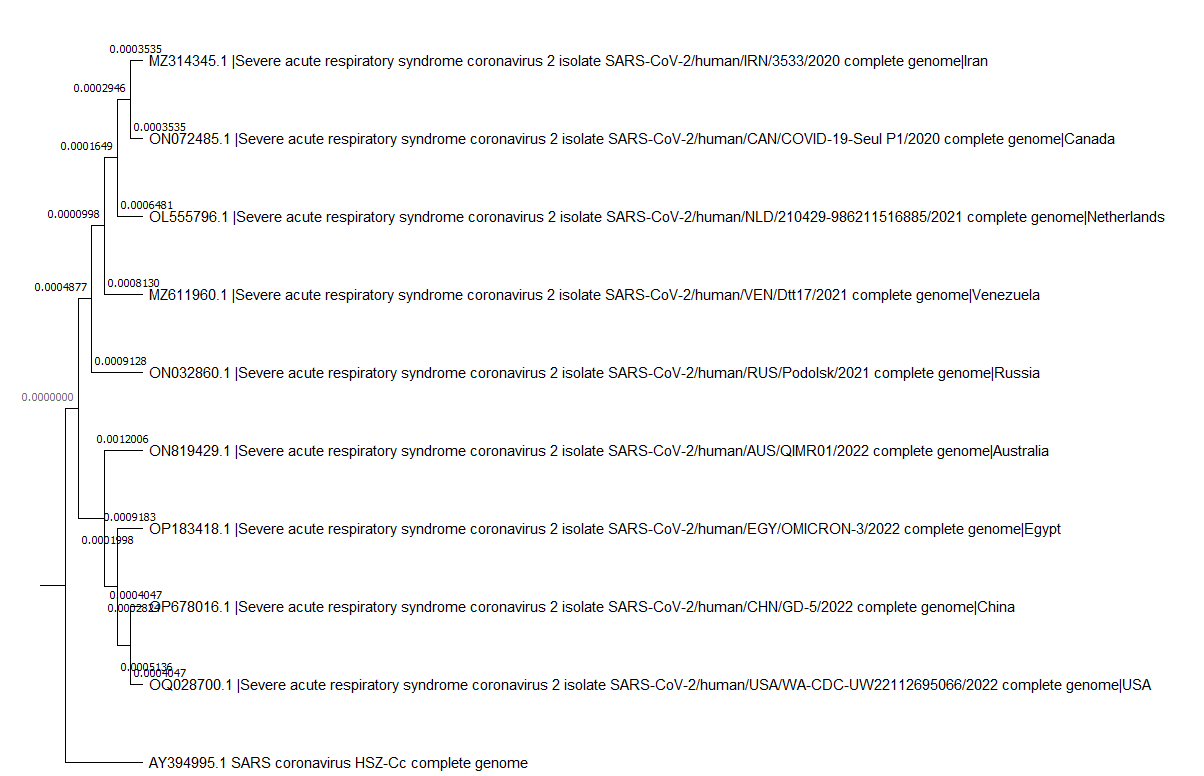 0.0003535
MZ314345.1 |Severe acute respiratory syndrome coronavirus 2 isolate SARS-CoV-2/human/IRN/3533/2020 complete genome|Iran
0.0002946
0.0003535
ON072485.1 |Severe acute respiratory syndrome coronavirus 2 isolate SARS-CoV-2/human/CAN/COVID-19-Seul P1/2020 complete genome|Canada
0.0001649
0.0006481
OL555796.1 |Severe acute respiratory syndrome coronavirus 2 isolate SARS-CoV-2/human/NLD/210429-986211516885/2021 complete genome|Netherlands
0.0000998
0.0008130
MZ611960.1 |Severe acute respiratory syndrome coronavirus 2 isolate SARS-CoV-2/human/VEN/Dtt17/2021 complete genome|Venezuela
0.0004877
0.0009128
ON032860.1 |Severe acute respiratory syndrome coronavirus 2 isolate SARS-CoV-2/human/RUS/Podolsk/2021 complete genome|Russia
0.0000000
0.0012006
ON819429.1 |Severe acute respiratory syndrome coronavirus 2 isolate SARS-CoV-2/human/AUS/QIMR01/2022 complete genome|Australia
0.0009183
OP183418.1 |Severe acute respiratory syndrome coronavirus 2 isolate SARS-CoV-2/human/EGY/OMICRON-3/2022 complete genome|Egypt
0.0001998
0.0004047
OP678016.1 |Severe acute respiratory syndrome coronavirus 2 isolate SARS-CoV-2/human/CHN/GD-5/2022 complete genome|China
0.0005136
0.0004047
OQ028700.1 |Severe acute respiratory syndrome coronavirus 2 isolate SARS-CoV-2/human/USA/WA-CDC-UW22112695066/2022 complete genome|USA
AY394995.1 SARS coronavirus HSZ-Cc complete genome